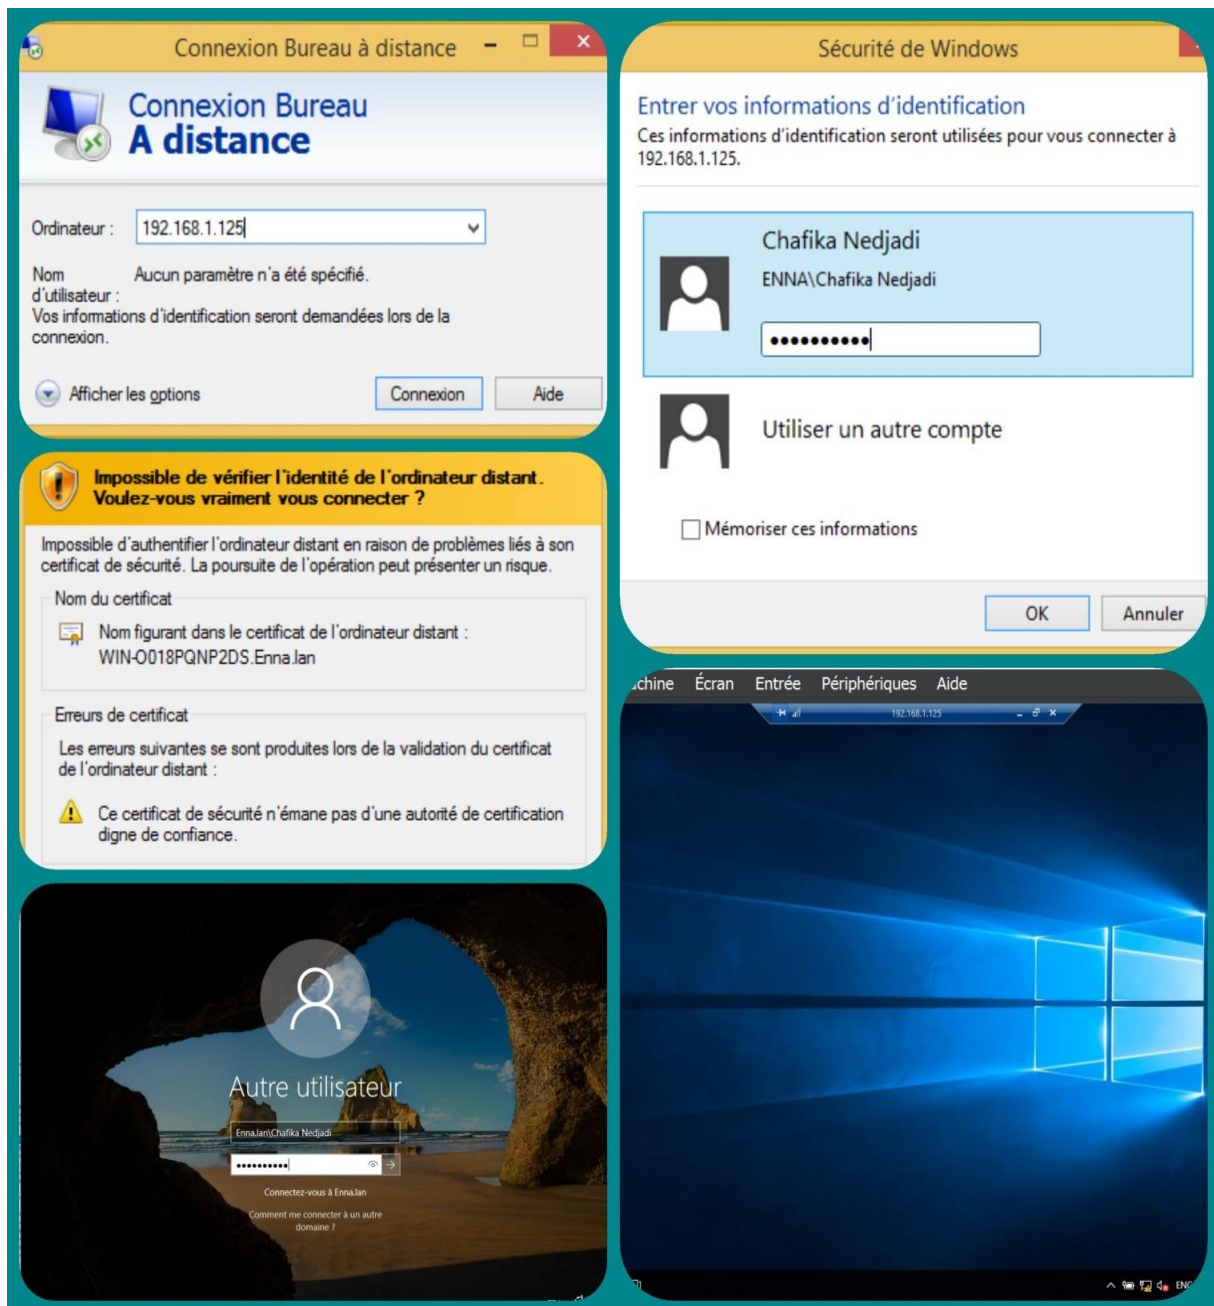 Connexion Bureau à distance
Connexion Bureau
A distance
Ordinateur :
192.168.1.125
Nom
d'utilisateur :
Aucun paramètre n'a été spécifié.
Vos informations d'identification seront demandées lors de la
connexion.
Afficher les options
Connexion
Aide
Impossible de vérifier l'identité de l'ordinateur distant.
Voulez-vous vraiment vous connecter ?
Impossible d'authentifier l'ordinateur distant en raison de problèmes liés à son
certificat de sécurité. La poursuite de l'opération peut présenter un risque.
Nom du certificat
Nom figurant dans le certificat de l'ordinateur distant :
WIN-O018PQNP2DS.Enna.lan
Erreurs de certificat
Les erreurs suivantes se sont produites lors de la validation du certificat
de l'ordinateur distant :
Ce certificat de sécurité n'émane pas d'une autorité de certification
digne de confiance.
Autre utilisateur
Enna.lan\Chafika Nedjadi
Connectez-vous à Enna.lan
Comment me connecter à un autre
domaine ?
Sécurité de Windows
Entrer vos informations d'identification
Ces informations d'identification seront utilisées pour vous connecter à
192.168.1.125.
Chafika Nedjadi
ENNA\Chafika Nedjadi
Utiliser un autre compte
Mémoriser ces informations
OK
Annuler
Écran Entrée Périphériques Aide
192.168.1.125